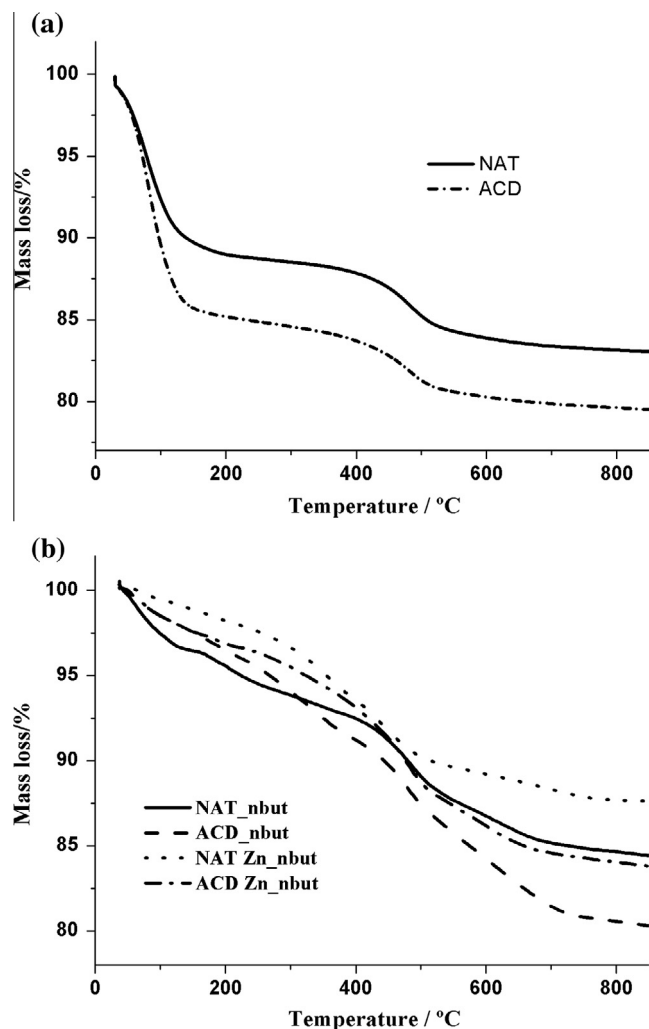 (a)
100
95
90
85
80
Mass loss/%
NAT
ACD
0
200
400
600
800
Temperature / ºC
(b)
100
95
90
85
80
Mass loss/%
NAT_nbut
ACD_nbut
NAT Zn_nbut
ACD Zn_nbut
0
200
400
600
800
Temperature / ºC